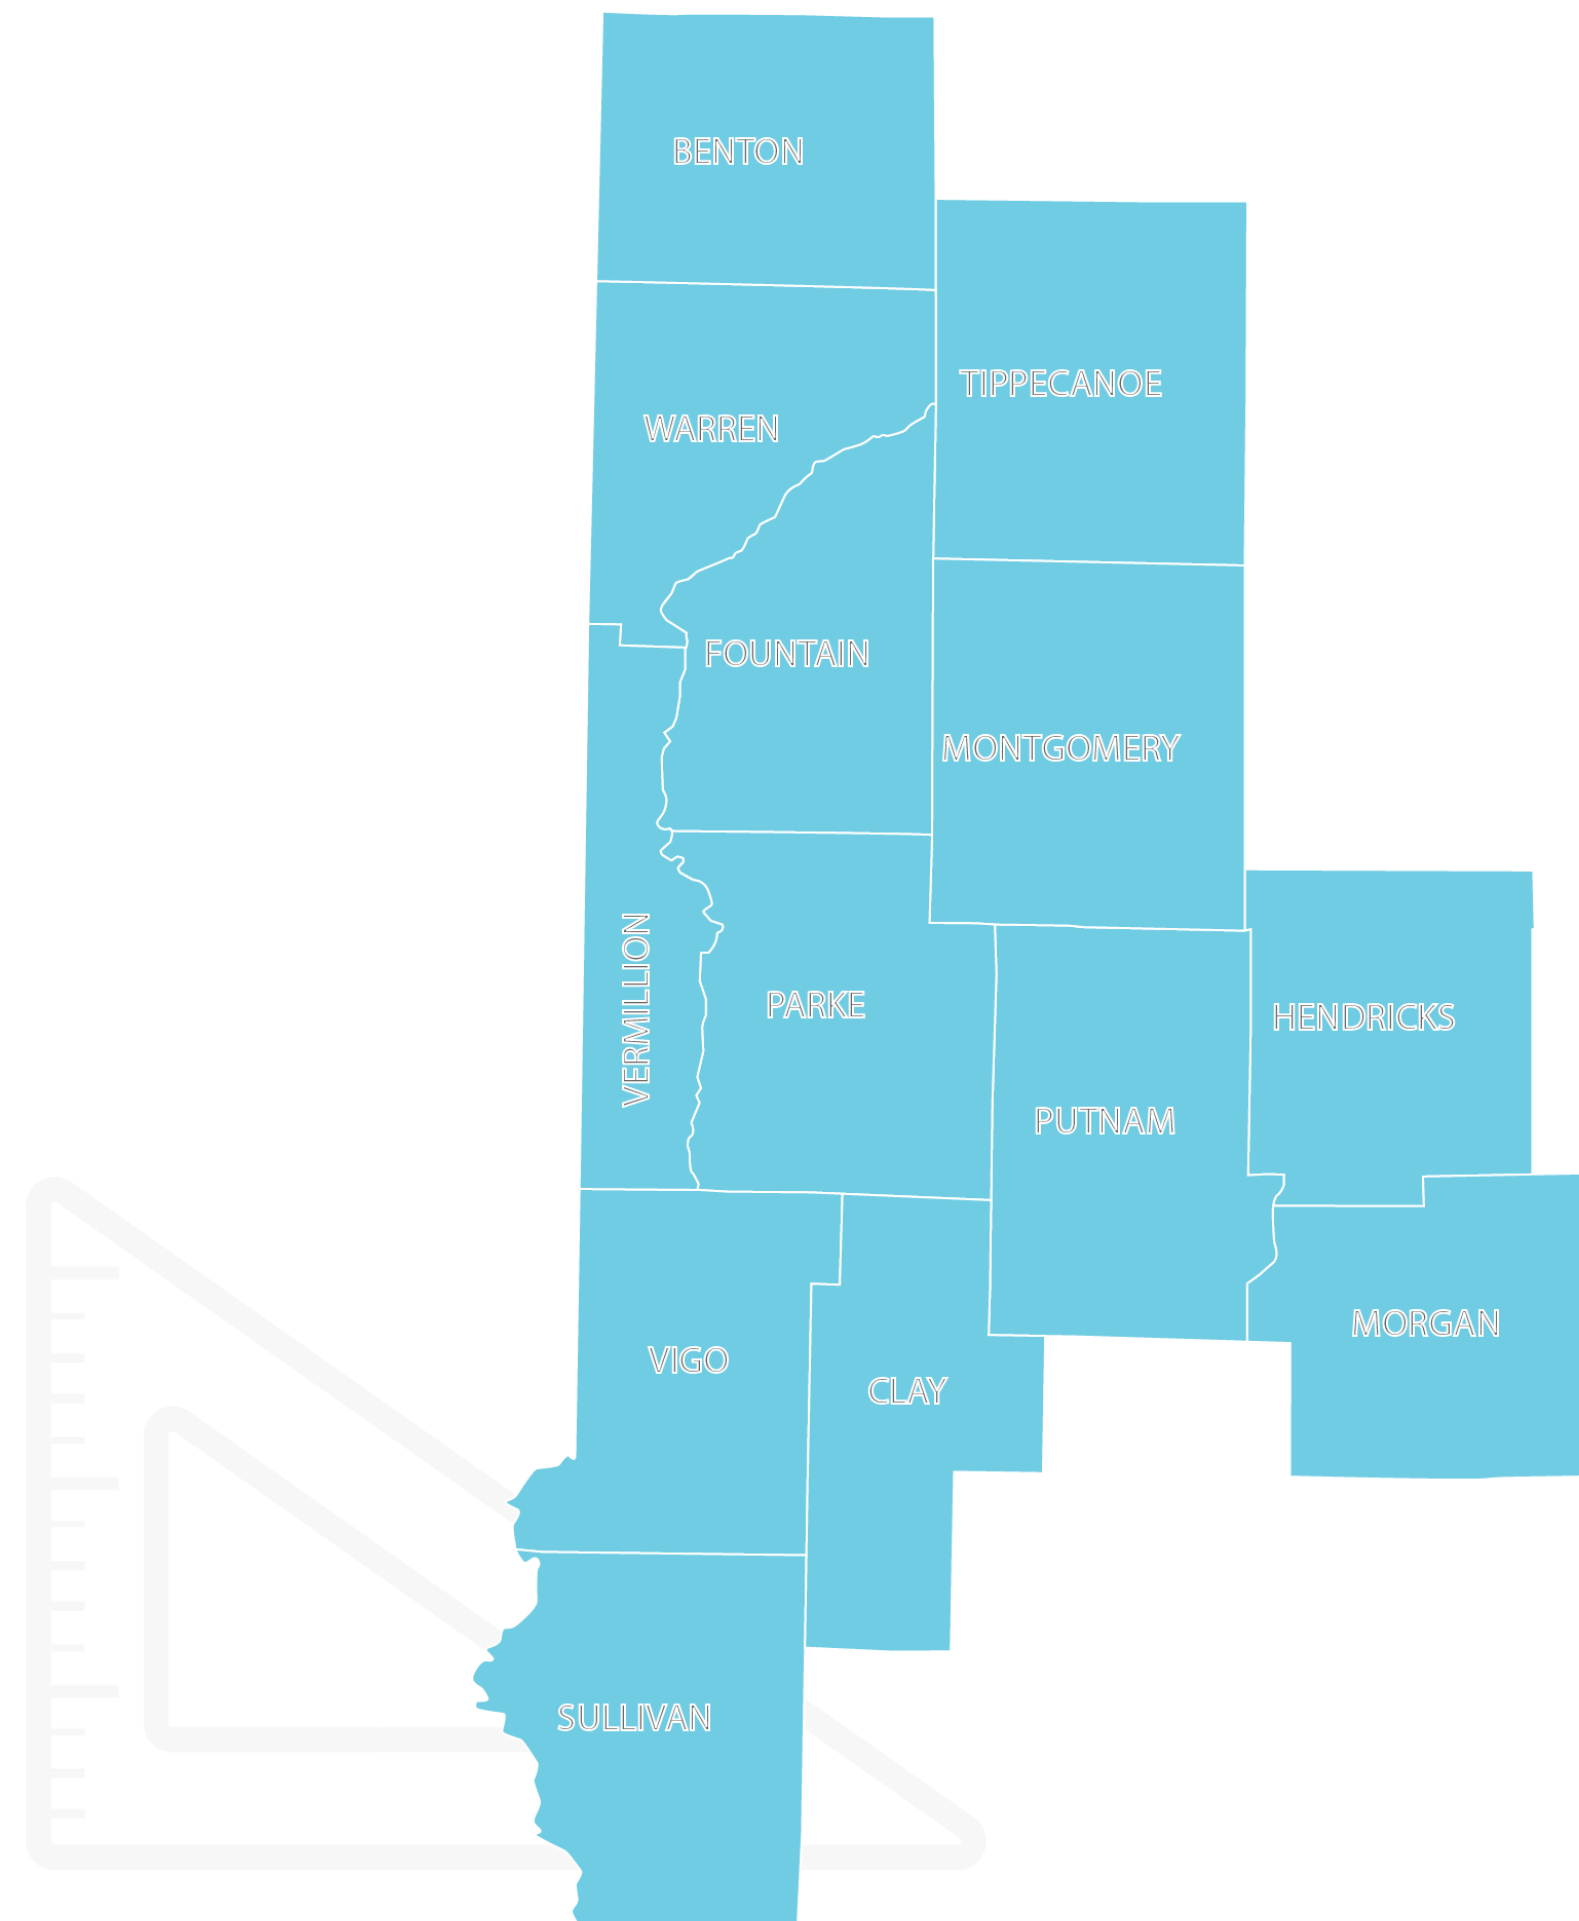 BENTON
TIPPECANOE
WARREN
FOUNTAIN
MONTGOMERY
VERMILLION
PARKE
HENDRICKS
PUTNAM
MORGAN
VIGO
CLAY
SULLIVAN